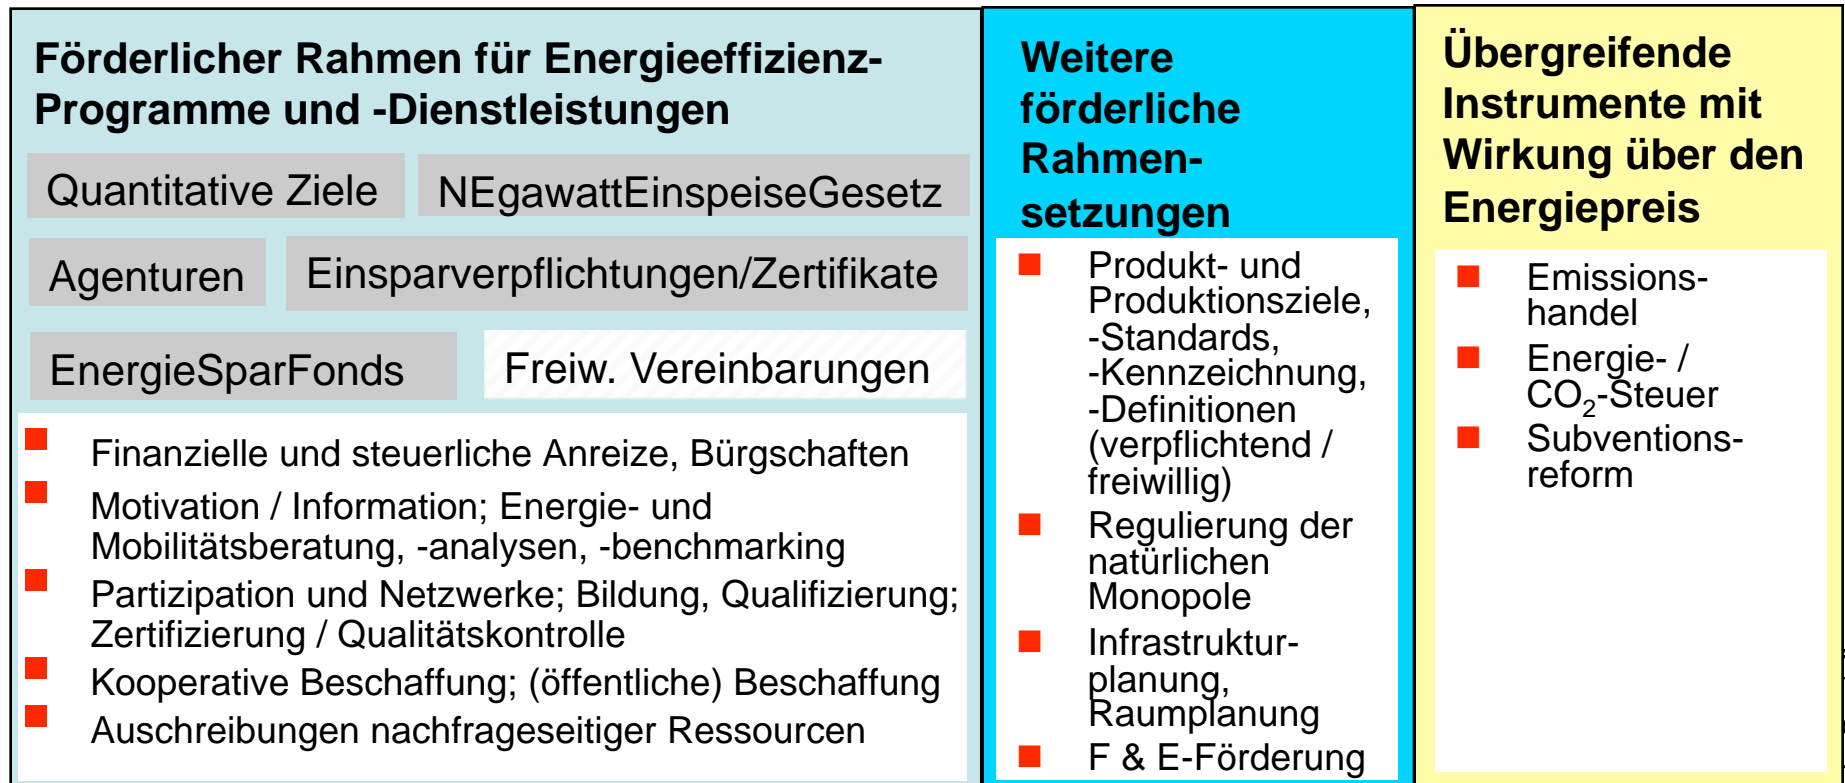 Förderlicher Rahmen für Energieeffizienz-
Programme und -Dienstleistungen
Quantitative Ziele
NEgawattEinspeiseGesetz
Agenturen
Einsparverpflichtungen/Zertifikate
EnergieSparFonds
Freiw. Vereinbarungen
Finanzielle und steuerliche Anreize, Bürgschaften
Motivation / Information; Energie- und
Mobilitätsberatung, -analysen, -benchmarking
Partizipation und Netzwerke; Bildung, Qualifizierung;
Zertifizierung / Qualitätskontrolle
Kooperative Beschaffung; (öffentliche) Beschaffung
Auschreibungen nachfrageseitiger Ressourcen
Weitere
förderliche
Rahmen-
setzungen
Produkt- und
Produktionsziele,
-Standards,
-Kennzeichnung,
-Definitionen
(verpflichtend /
freiwillig)
Regulierung der
natürlichen
Monopole
Infrastruktur-
planung,
Raumplanung
F & E-Förderung
Übergreifende
Instrumente mit
Wirkung über den
Energiepreis
Emissions-
handel
Energie- /
CO₂-Steuer
Subventions-
reform